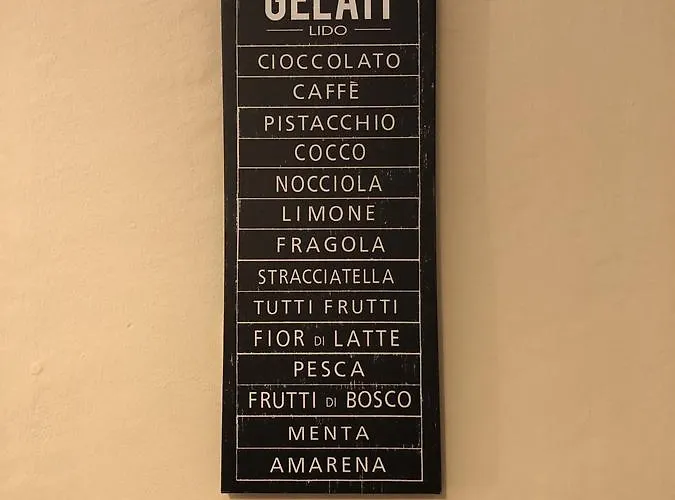 GELATI
LIDO
CIOCCOLATO
CAFFÈ
PISTACCHIO
COCCO
NOCCIOLA
LIMONE
FRAGOLA
STRACCIATELLA
TUTTI FRUTTI
FIOR DI LATTE
PESCA
FRUTTI DI BOSCO
MENTA
AMARENA